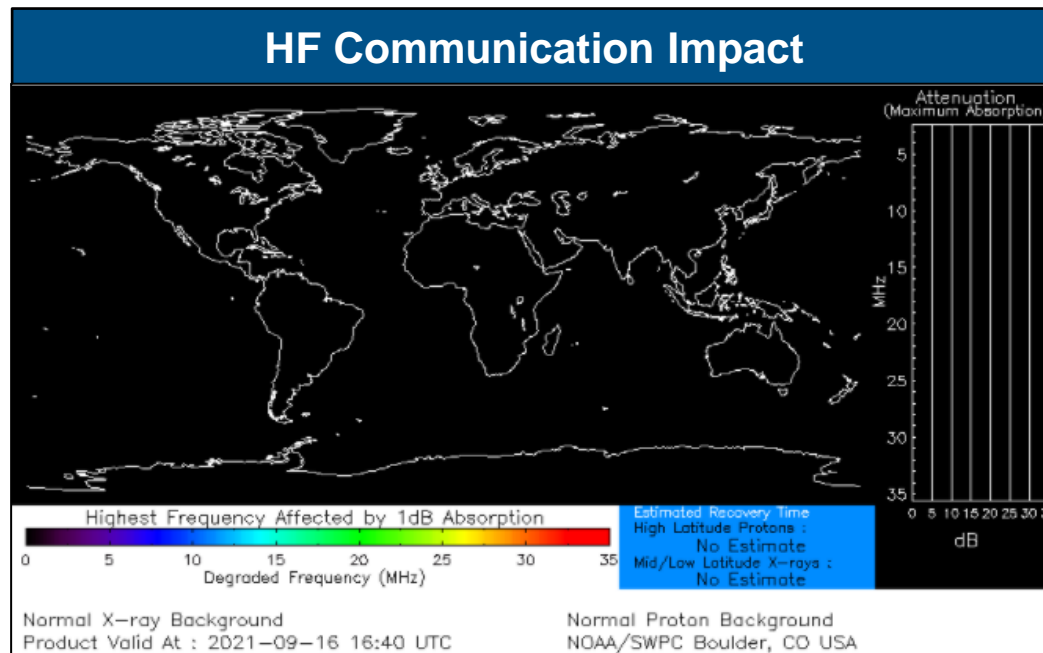 HF Communication Impact
Attenuation
(Maximum Absorption
5
10
15
20
25
30
35
MHz
0 5 10 15 20 25 30
dB
Highest Frequency Affected by 1dB Absorption
0 5 10 15 20 25 30 35
Degraded Frequency (MHz)
Estimated Recovery Time
High Latitude Protons :
No Estimate
Mid/Low Latitude X-rays :
No Estimate
Normal X-ray Background
Product Valid At : 2021-09-16 16:40 UTC
Normal Proton Background
NOAA/SWPC Boulder, CO USA